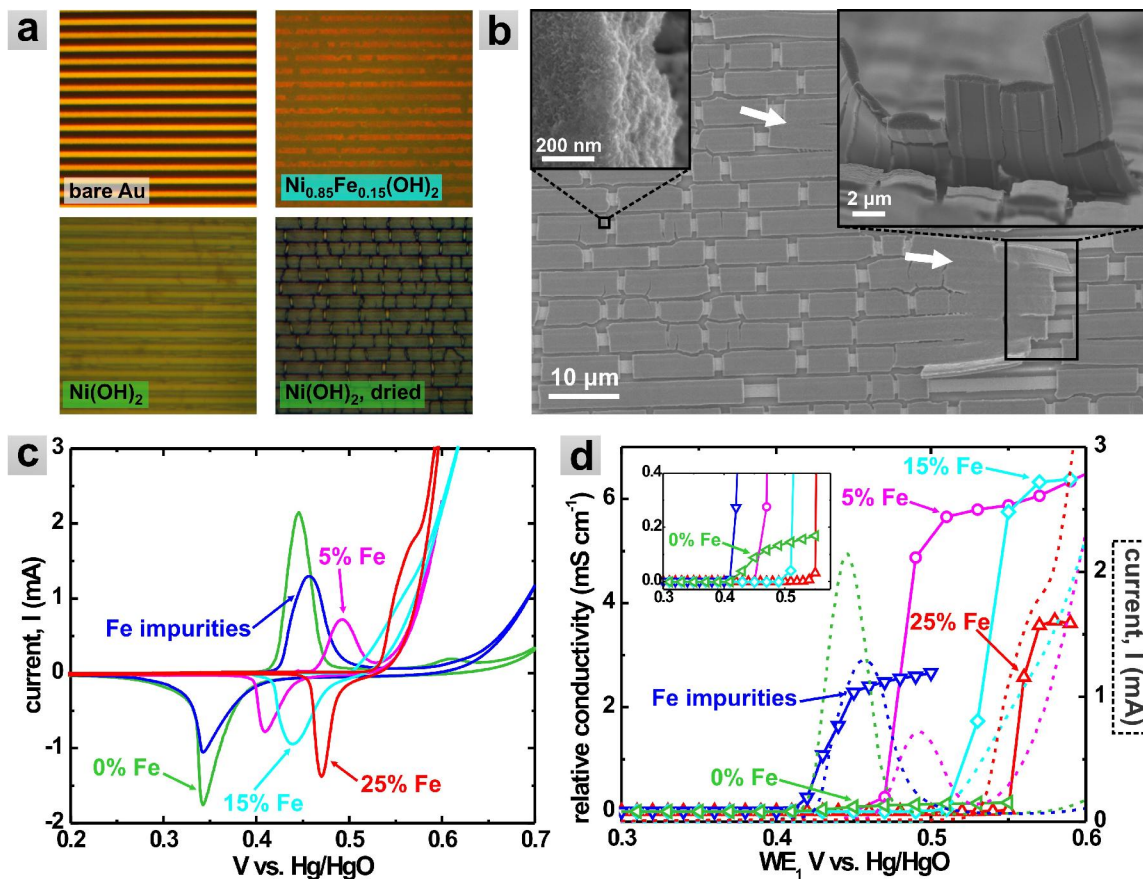 a
bare Au
Ni0.85Fe0.15(OH)2
Ni(OH)2
Ni(OH)2, dried
b
200 nm
2 µm
10 µm
c
3
2
1
0
-1
-2
current, I (mA)
5% Fe
Fe impurities
0% Fe
15% Fe
25% Fe
0.2 0.3 0.4 0.5 0.6 0.7
V vs. Hg/HgO
d
relative conductivity (mS cm-1)
6
4
2
0
0.4
0.2
0.0
0.3 0.4 0.5
0% Fe
15% Fe
5% Fe
25% Fe
Fe impurities
0% Fe
3
2
1
0
current, I (mA)
0.3 0.4 0.5 0.6
WE1 V vs. Hg/HgO